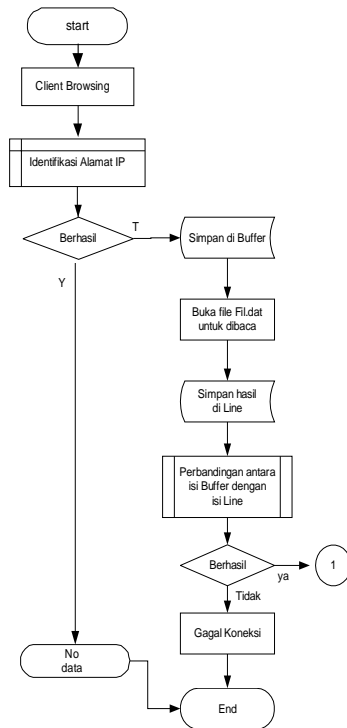 start
Client Browsing
Identifikasi Alamat IP
Berhasil
T
Y
Simpan di Buffer
Buka file Fil.dat
untuk dibaca
Simpan hasil
di Line
Perbandingan antara
isi Buffer dengan
isi Line
Berhasil
ya
1
Tidak
Gagal Koneksi
No
data
End